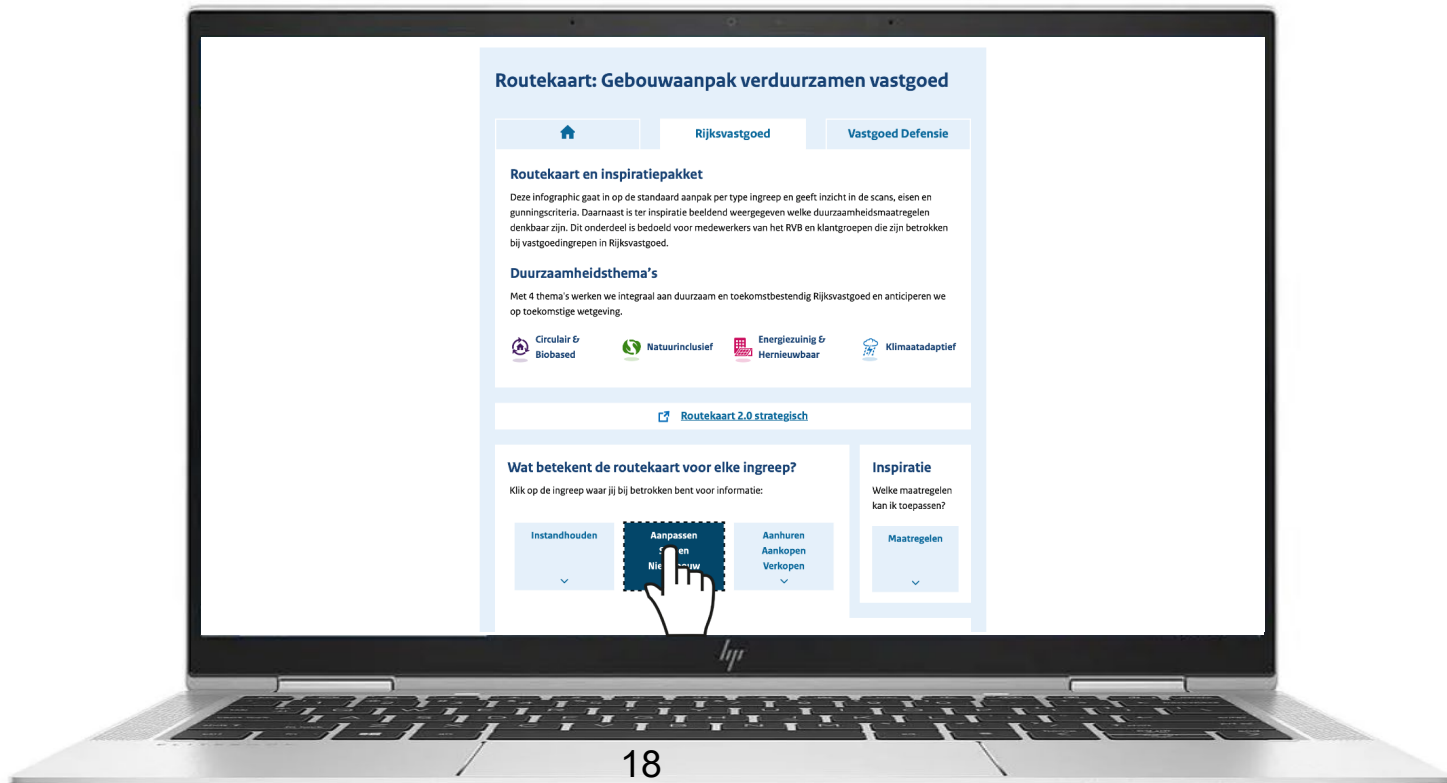 Routekaart: Gebouwaanpak verduurzamen vastgoed
Rijksvastgoed
Vastgoed Defensie
Routekaart en inspiratiepakket
Deze infographic gaat in op de standaard aanpak per type ingreep en geeft inzicht in de scans, eisen en
gunningscriteria. Daarnaast is ter inspiratie beeldend weergegeven welke duurzaamheidsmaatregelen
denkbaar zijn. Dit onderdeel is bedoeld voor medewerkers van het RVB en klantgroepen die zijn betrokken
bij vastgoedingrepen in Rijksvastgoed.
Duurzaamheidsthema's
Met 4 thema's werken we integraal aan duurzaam en toekomstbestendig Rijksvastgoed en anticiperen we
op toekomstige wetgeving.
Circulair &
Biobased
Natuurinclusief
Energiezuinig &
Hernieuwbaar
Klimaatadaptief
Routekaart 2.0 strategisch
Wat betekent de routekaart voor elke ingreep?
Klik op de ingreep waar jij bij betrokken bent voor informatie:
Instandhouden
Aanpassen
Aanhuren
Aankopen
Verkopen
Inspiratie
Welke maatregelen
kan ik toepassen?
Maatregelen
hp
18